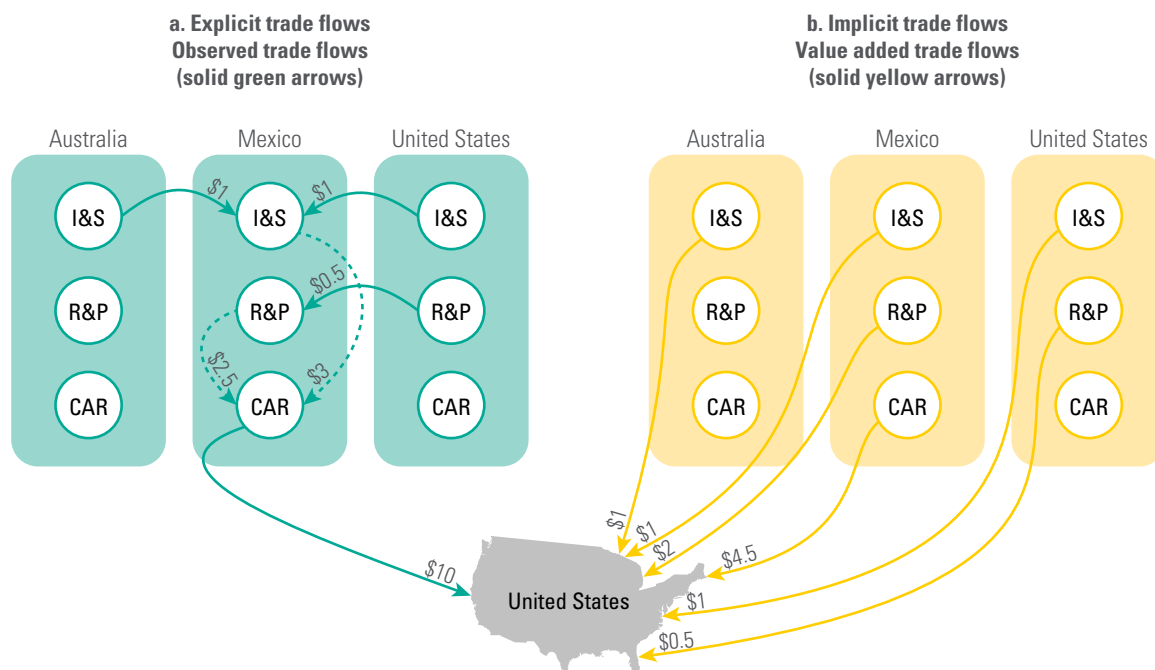 a. Explicit trade flows
Observed trade flows
(solid green arrows)
Australia
Mexico
United States
I&S
$1
I&S
$1
I&S
R&P
R&P
$0.5
R&P
$2.5
$3
CAR
CAR
CAR
$10
b. Implicit trade flows
Value added trade flows
(solid yellow arrows)
Australia
Mexico
United States
I&S
I&S
I&S
R&P
R&P
R&P
CAR
CAR
CAR
$1
$1
$2
$4.5
$1
$0.5
United States